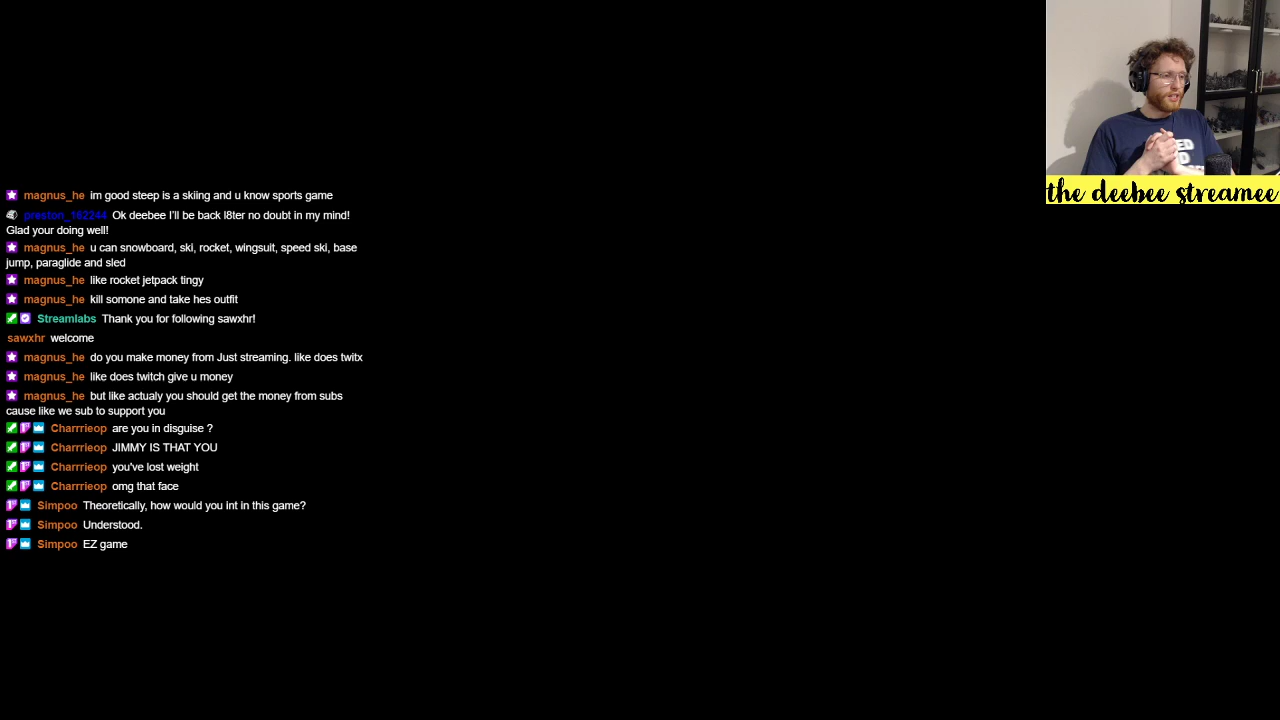 magnus_he im good steep is a skiing and u know sports game
preston_162244 Ok deebee I'll be back l8ter no doubt in my mind!
Glad your doing well!
magnus_he u can snowboard, ski, rocket, wingsuit, speed ski, base
jump, paraglide and sled
magnus_he like rocket jetpack tingy
magnus_he kill somone and take hes outfit
Streamlabs Thank you for following sawxhr!
sawxhr welcome
magnus_he do you make money from Just streaming. like does twitx
magnus_he like does twitch give u money
magnus_he but like actualy you should get the money from subs
cause like we sub to support you
Charrrieop are you in disguise ?
Charrrieop JIMMY IS THAT YOU
Charrrieop you've lost weight
Charrrieop omg that face
Simpoo Theoretically, how would you int in this game?
Simpoo Understood.
Simpoo EZ game
the deebee streamee